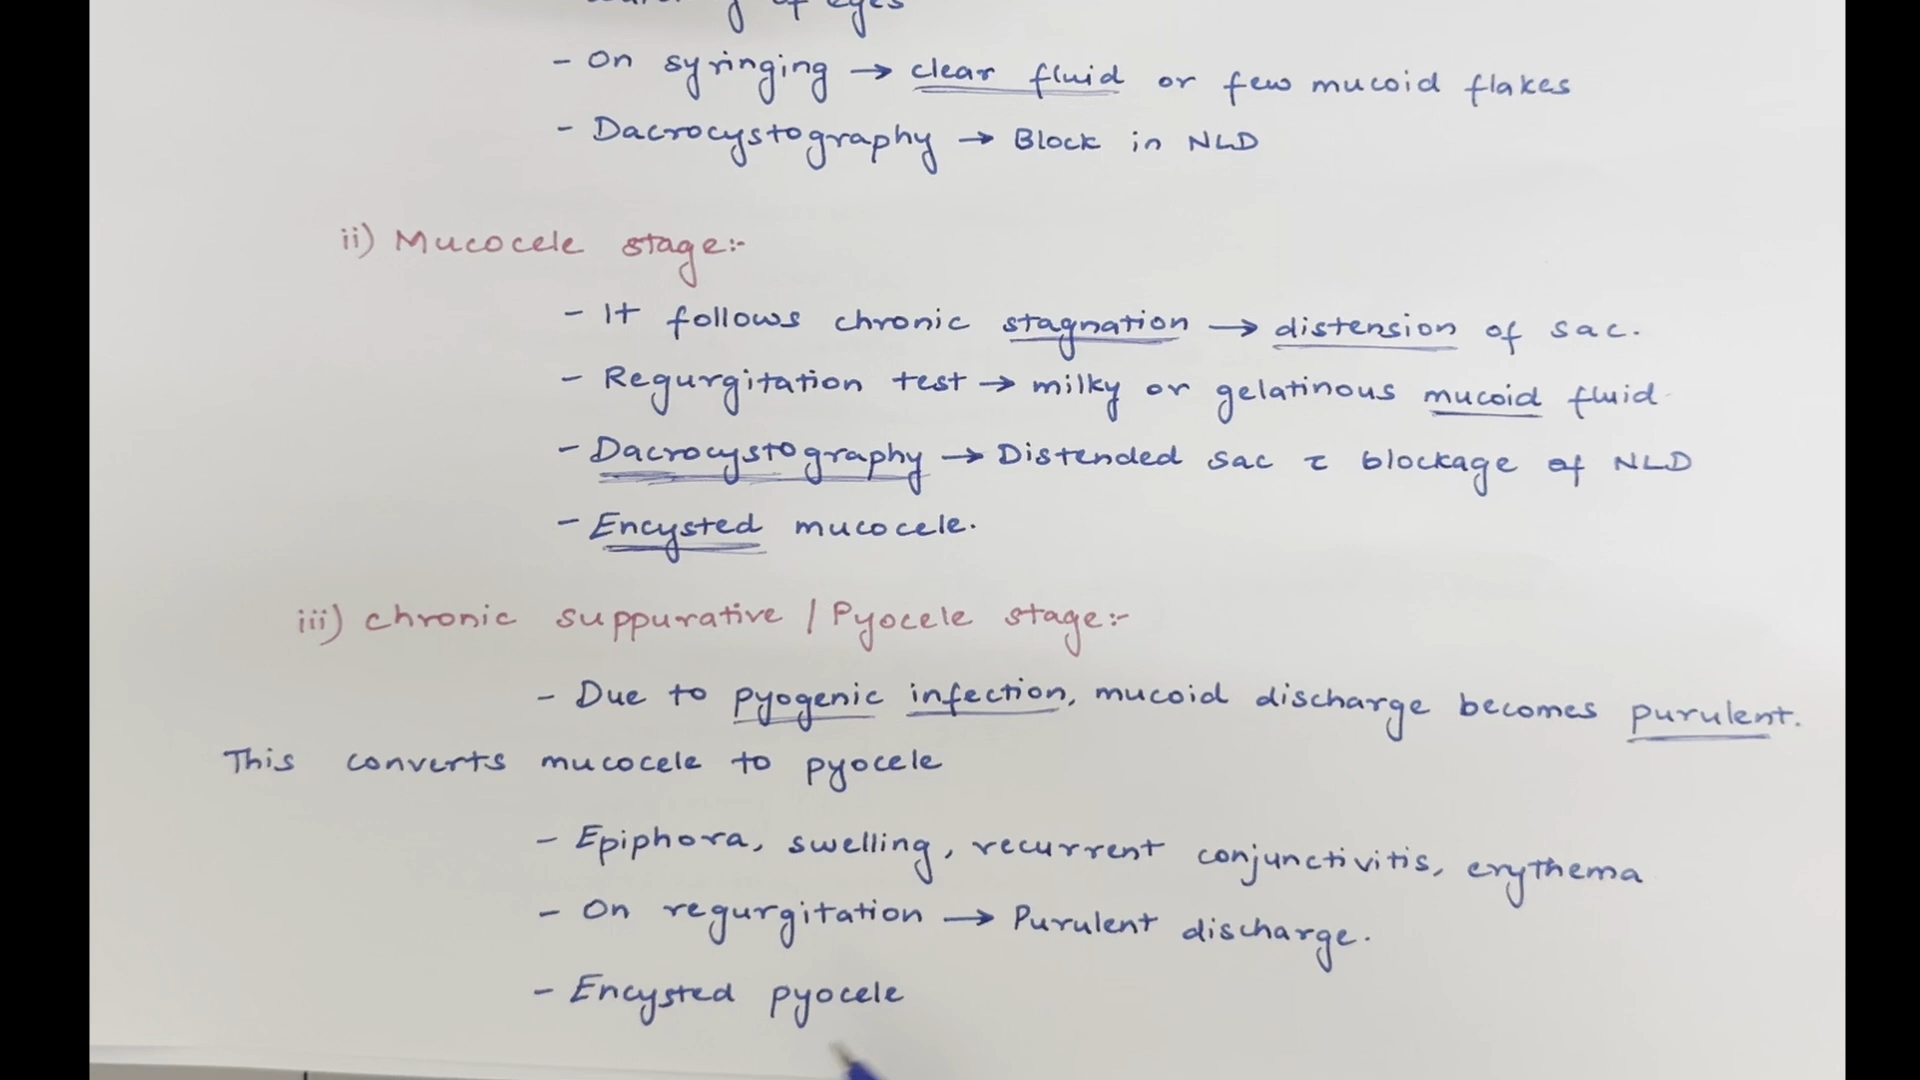 of eyes
- On syringing → clear fluid or few mucoid flakes
- Dacrocystography → Block in NLD
ii) Mucocele stage:-
- It follows chronic stagnation → distension of sac.
- Regurgitation test → milky or gelatinous mucoid fluid.
- Dacrocystography → Distended sac c̄ blockage of NLD
- Encysted mucocele.
iii) Chronic suppurative / Pyocele stage:-
- Due to pyogenic infection, mucoid discharge becomes purulent.
This converts mucocele to pyocele
- Epiphora, swelling, recurrent conjunctivitis, erythema
- On regurgitation → Purulent discharge.
- Encysted pyocele